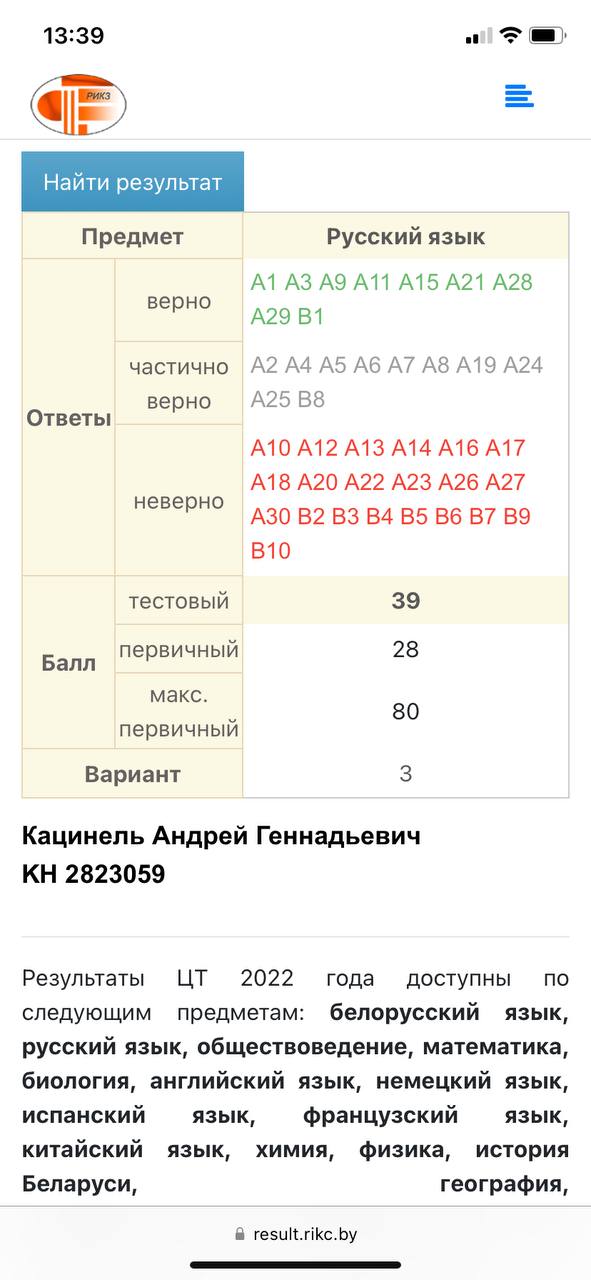 13:39
РИКЗ
Найти результат
Предмет
Русский язык
Ответы
верно
A1 A3 A9 A11 A15 A21 A28
A29 B1
частично
верно
A2 A4 A5 A6 A7 A8 A19 A24
A25 B8
неверно
A10 A12 A13 A14 A16 A17
A18 A20 A22 A23 A26 A27
A30 B2 B3 B4 B5 B6 B7 B9
B10
Балл
тестовый
39
первичный
28
макс.
первичный
80
Вариант
3
Кацинель Андрей Геннадьевич
KH 2823059
Результаты ЦТ 2022 года доступны по
следующим предметам: белорусский язык,
русский язык, обществоведение, математика,
биология, английский язык, немецкий язык,
испанский язык, французский язык,
китайский язык, химия, физика, история
Беларуси, география,
result.rikc.by